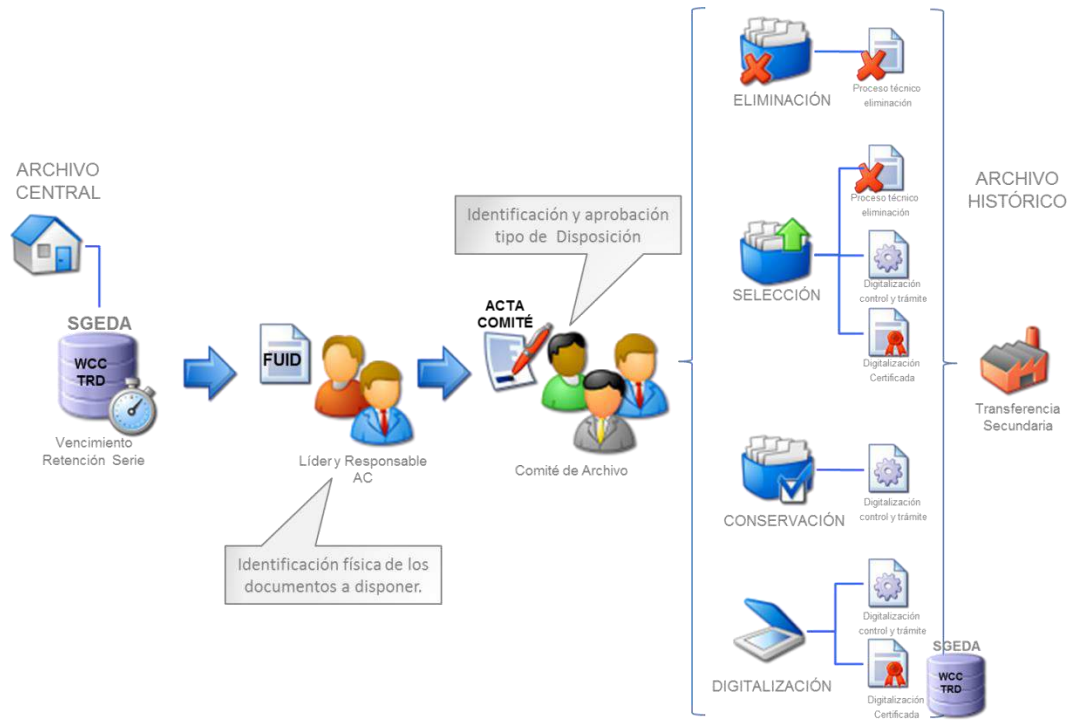 ARCHIVO
CENTRAL
SGEDA
WCC
TRD
Vencimiento
Retención Serie
FUID
Líder y Responsable
AC
Identificación física de los
documentos a disponer.
ACTA
COMITÉ
Comité de Archivo
Identificación y aprobación
tipo de Disposición
ELIMINACIÓN
Proceso técnico
eliminación
SELECCIÓN
Proceso técnico
eliminación
Digitalización
control y trámite
Digitalización
Certificada
CONSERVACIÓN
Digitalización
control y trámite
DIGITALIZACIÓN
Digitalización
control y trámite
Digitalización
Certificada
SGEDA
WCC
TRD
ARCHIVO
HISTÓRICO
Transferencia
Secundaria